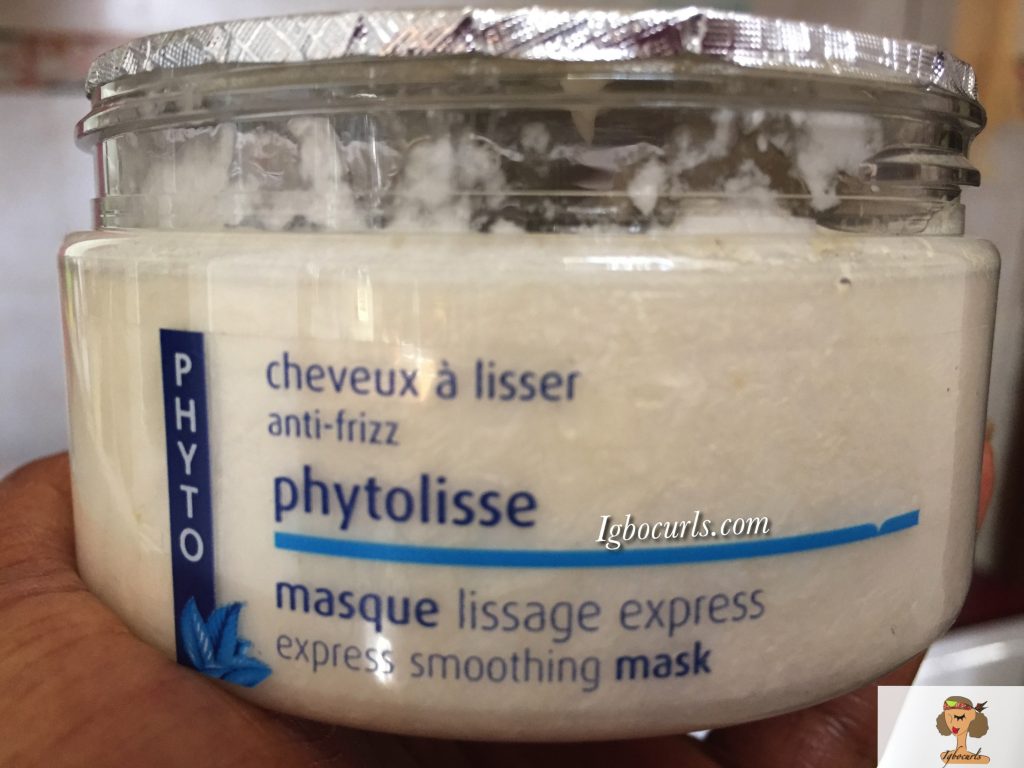 PHYTO
cheveux à lisser
anti-frizz
phytolisse
Igbocurls.com
masque lissage express
express smoothing mask
Igbocurls